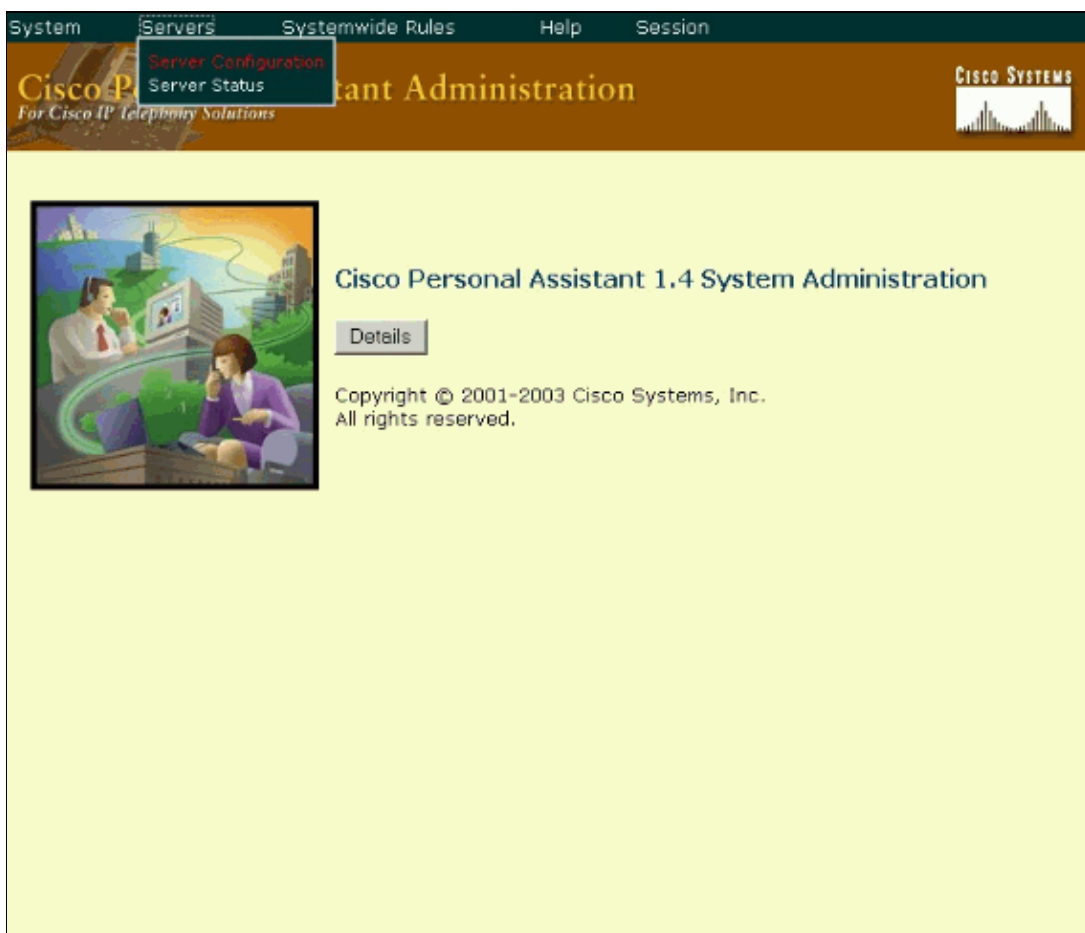 System Servers Systemwide Rules Help Session
Server Configuration
Server Status
Cisco P tant Administration
For Cisco IP Telephony Solutions
CISCO SYSTEMS
Cisco Personal Assistant 1.4 System Administration
Details
Copyright © 2001-2003 Cisco Systems, Inc.
All rights reserved.